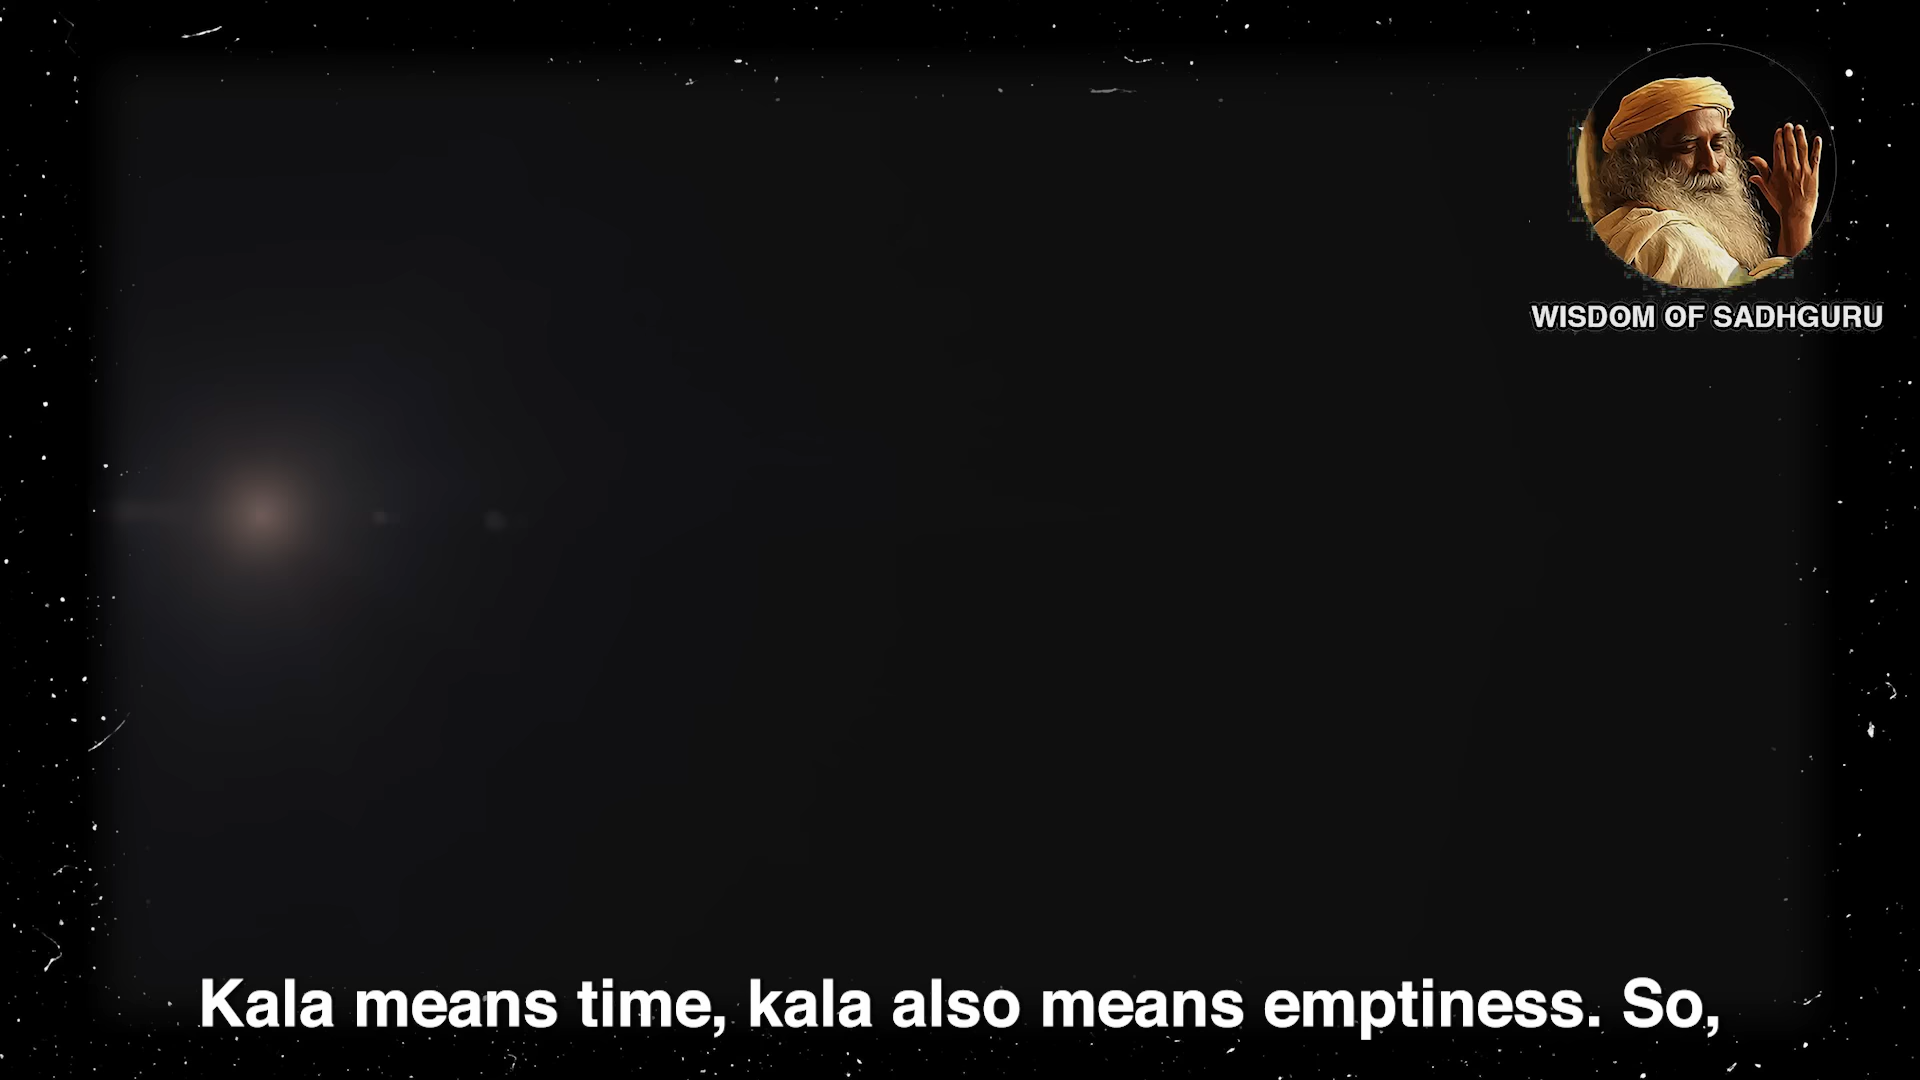 WISDOM OF SADHGURU
Kala means time, kala also means emptiness. So,